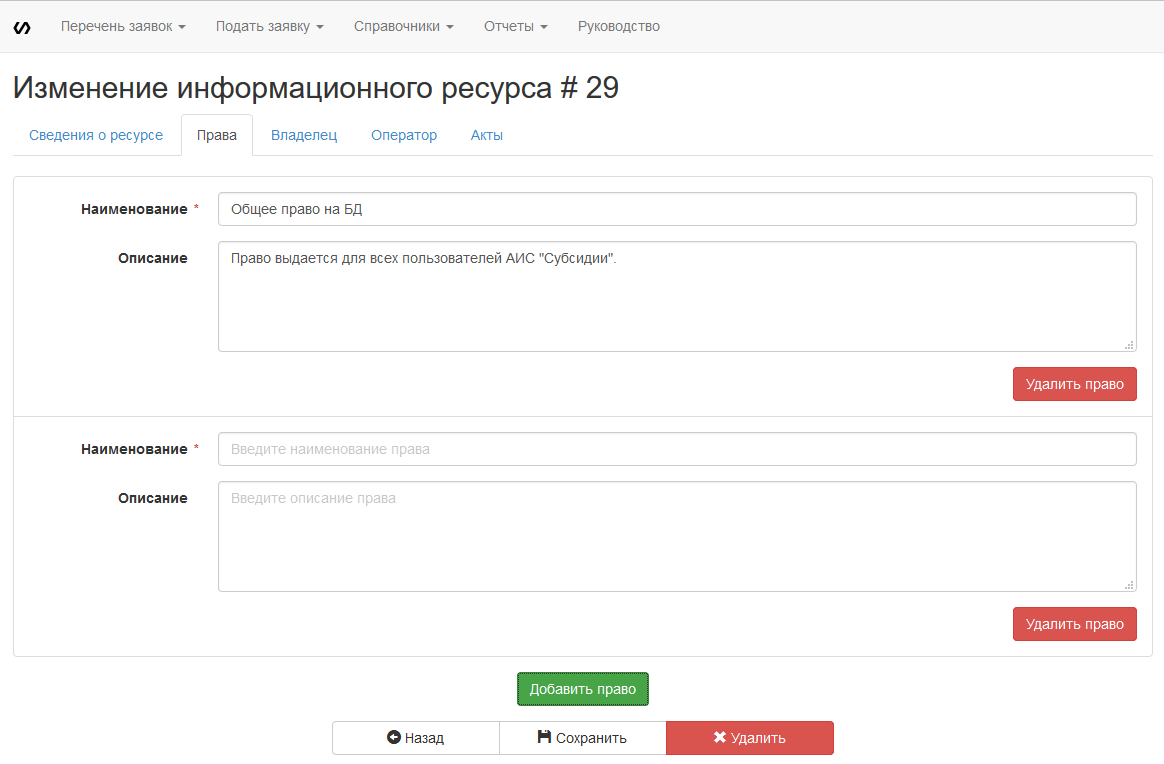 Перечень заявок Подать заявку Справочники Отчеты Руководство
Изменение информационного ресурса # 29
Сведения о ресурсе Права Владелец Оператор Акты
Наименование * Общее право на БД
Описание Право выдается для всех пользователей АИС "Субсидии".
Удалить право
Наименование * Введите наименование права
Описание Введите описание права
Удалить право
Добавить право
Назад Сохранить Удалить